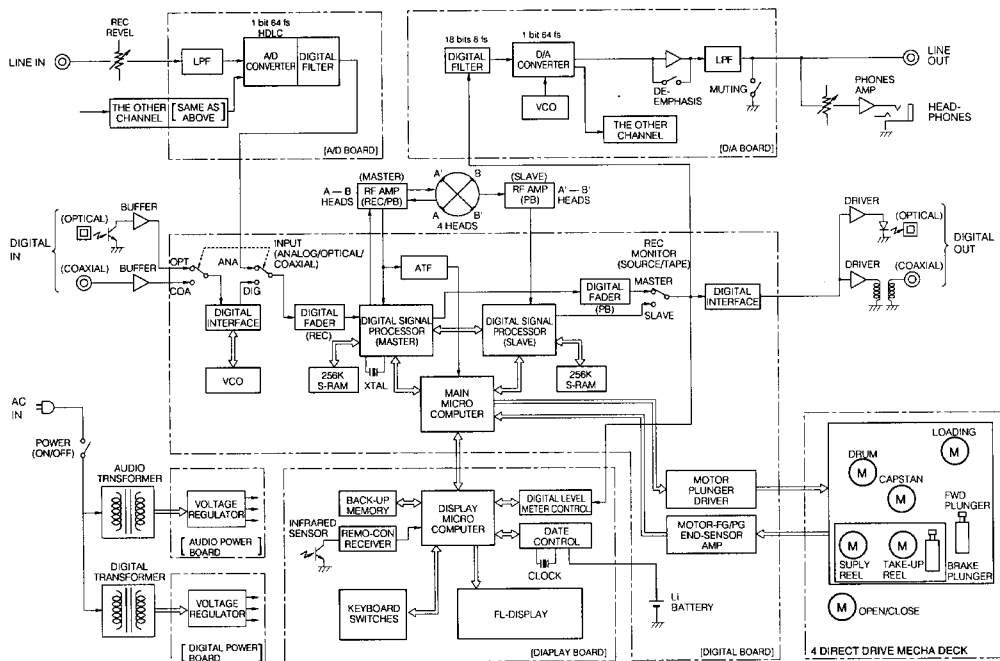 REC
REVEL
LINE IN
LPF
1 bit 64 fs
HDLC
A/D
CONVERTER
DIGITAL
FILTER
THE OTHER
CHANNEL
[SAME AS
ABOVE]
[A/D BOARD]
18 bits 8 fs
DIGITAL
FILTER
1 bit 64 fs
D/A
CONVERTER
VCO
THE OTHER
CHANNEL
DE-
EMPHASIS
LPF
MUTING
[D/A BOARD]
LINE
OUT
PHONES
AMP
HEAD-
PHONES
(MASTER)
A — B
HEADS
RF AMP
(REC/PB)
A'
B
A
B'
4 HEADS
(SLAVE)
RF AMP
(PB)
A' — B'
HEADS
DIGITAL
IN
(OPTICAL)
BUFFER
(COAXIAL)
BUFFER
OPT
COA
ANA
DIG
INPUT
(ANALOG/OPTICAL/
COAXIAL)
DIGITAL
INTERFACE
VCO
DIGITAL
FADER
(REC)
ATF
DIGITAL SIGNAL
PROCESSOR
(MASTER)
256K
S-RAM
XTAL
DIGITAL SIGNAL
PROCESSOR
(SLAVE)
256K
S-RAM
DIGITAL
FADER
(PB)
REC
MONITOR
(SOURCE/TAPE)
MASTER
SLAVE
DIGITAL
INTERFACE
DRIVER
(OPTICAL)
DRIVER
(COAXIAL)
DIGITAL
OUT
MAIN
MICRO
COMPUTER
AC
IN
POWER
(ON/OFF)
AUDIO
TRNSFORMER
VOLTAGE
REGULATOR
[AUDIO POWER
BOARD]
DIGITAL
TRANSFORMER
VOLTAGE
REGULATOR
[DIGITAL POWER
BOARD]
BACK-UP
MEMORY
INFRARED
SENSOR
REMO-CON
RECEIVER
DISPLAY
MICRO
COMPUTER
DIGITAL LEVEL
METER CONTROL
DATE
CONTROL
CLOCK
KEYBOARD
SWITCHES
FL-DISPLAY
[DIAPLAY BOARD]
Li
BATTERY
[DIGITAL BOARD]
MOTOR
PLUNGER
DRIVER
MOTOR-FG/PG
END-SENSOR
AMP
LOADING
M
DRUM
M
CAPSTAN
M
FWD
PLUNGER
M
SUPLY
REEL
M
TAKE-UP
REEL
BRAKE
PLUNGER
M
OPEN/CLOSE
4 DIRECT DRIVE MECHA DECK